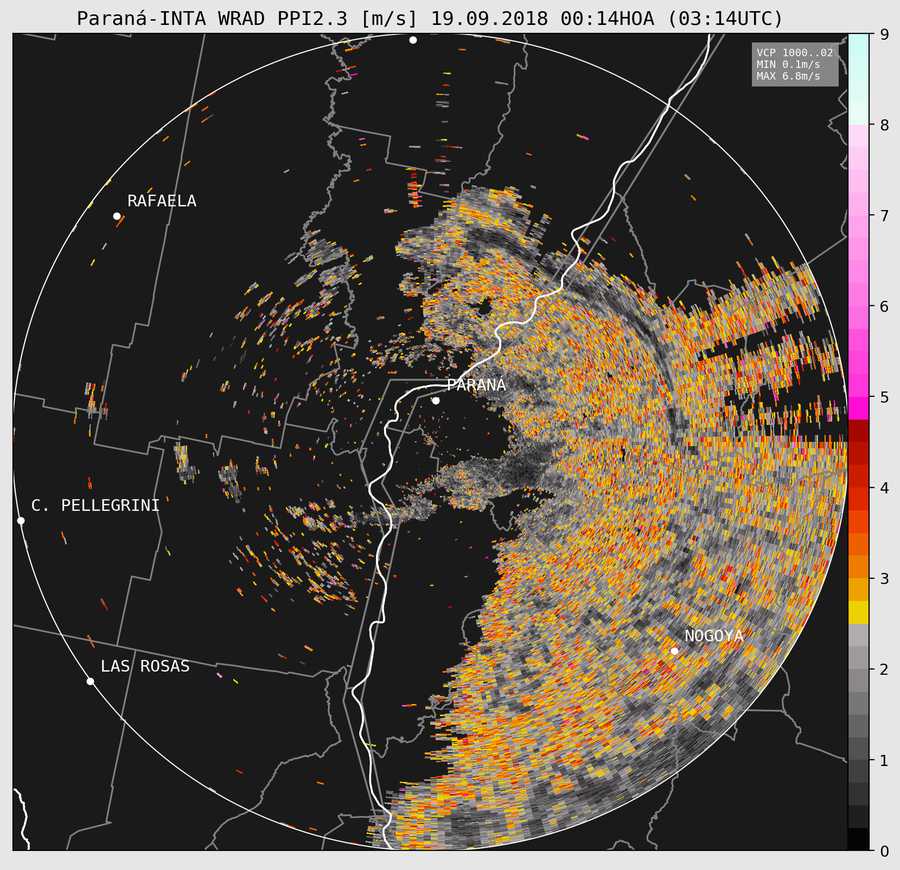 Paraná-INTA WRAD PPI2.3 [m/s] 19.09.2018 00:14HOA (03:14UTC)
VCP 1000..02
MIN 0.1m/s
MAX 6.8m/s
RAFAELA
PARANÁ
C. PELLEGRINI
NOGOYA
LAS ROSAS
9
8
7
6
5
4
3
2
1
0